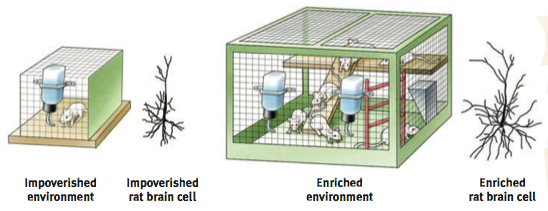 Impoverished
environment
Impoverished
rat brain cell
Enriched
environment
Enriched
rat brain cell